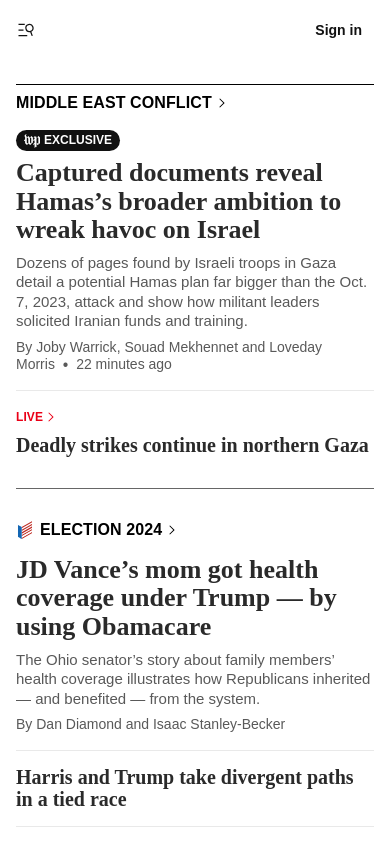 Sign in
MIDDLE EAST CONFLICT
wp EXCLUSIVE
Captured documents reveal
Hamas’s broader ambition to
wreak havoc on Israel
Dozens of pages found by Israeli troops in Gaza
detail a potential Hamas plan far bigger than the Oct.
7, 2023, attack and show how militant leaders
solicited Iranian funds and training.
By Joby Warrick, Souad Mekhennet and Loveday
Morris • 22 minutes ago
LIVE
Deadly strikes continue in northern Gaza
ELECTION 2024
JD Vance’s mom got health
coverage under Trump — by
using Obamacare
The Ohio senator’s story about family members’
health coverage illustrates how Republicans inherited
— and benefited — from the system.
By Dan Diamond and Isaac Stanley-Becker
Harris and Trump take divergent paths
in a tied race